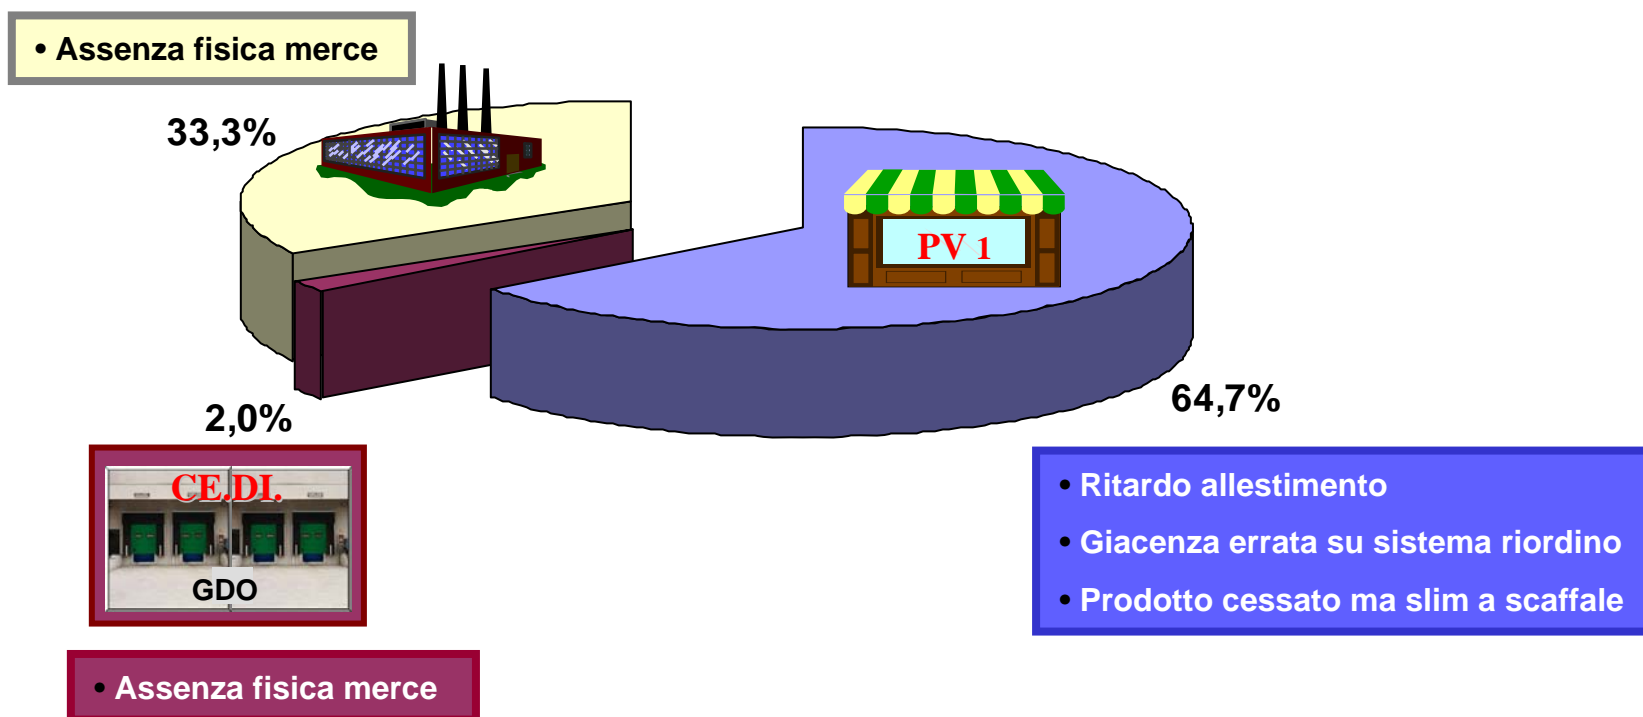 • Assenza fisica merce
33,3%
PV 1
64,7%
2,0%
CE.DI.
GDO
• Ritardo allestimento
• Giacenza errata su sistema riordino
• Prodotto cessato ma slim a scaffale
• Assenza fisica merce